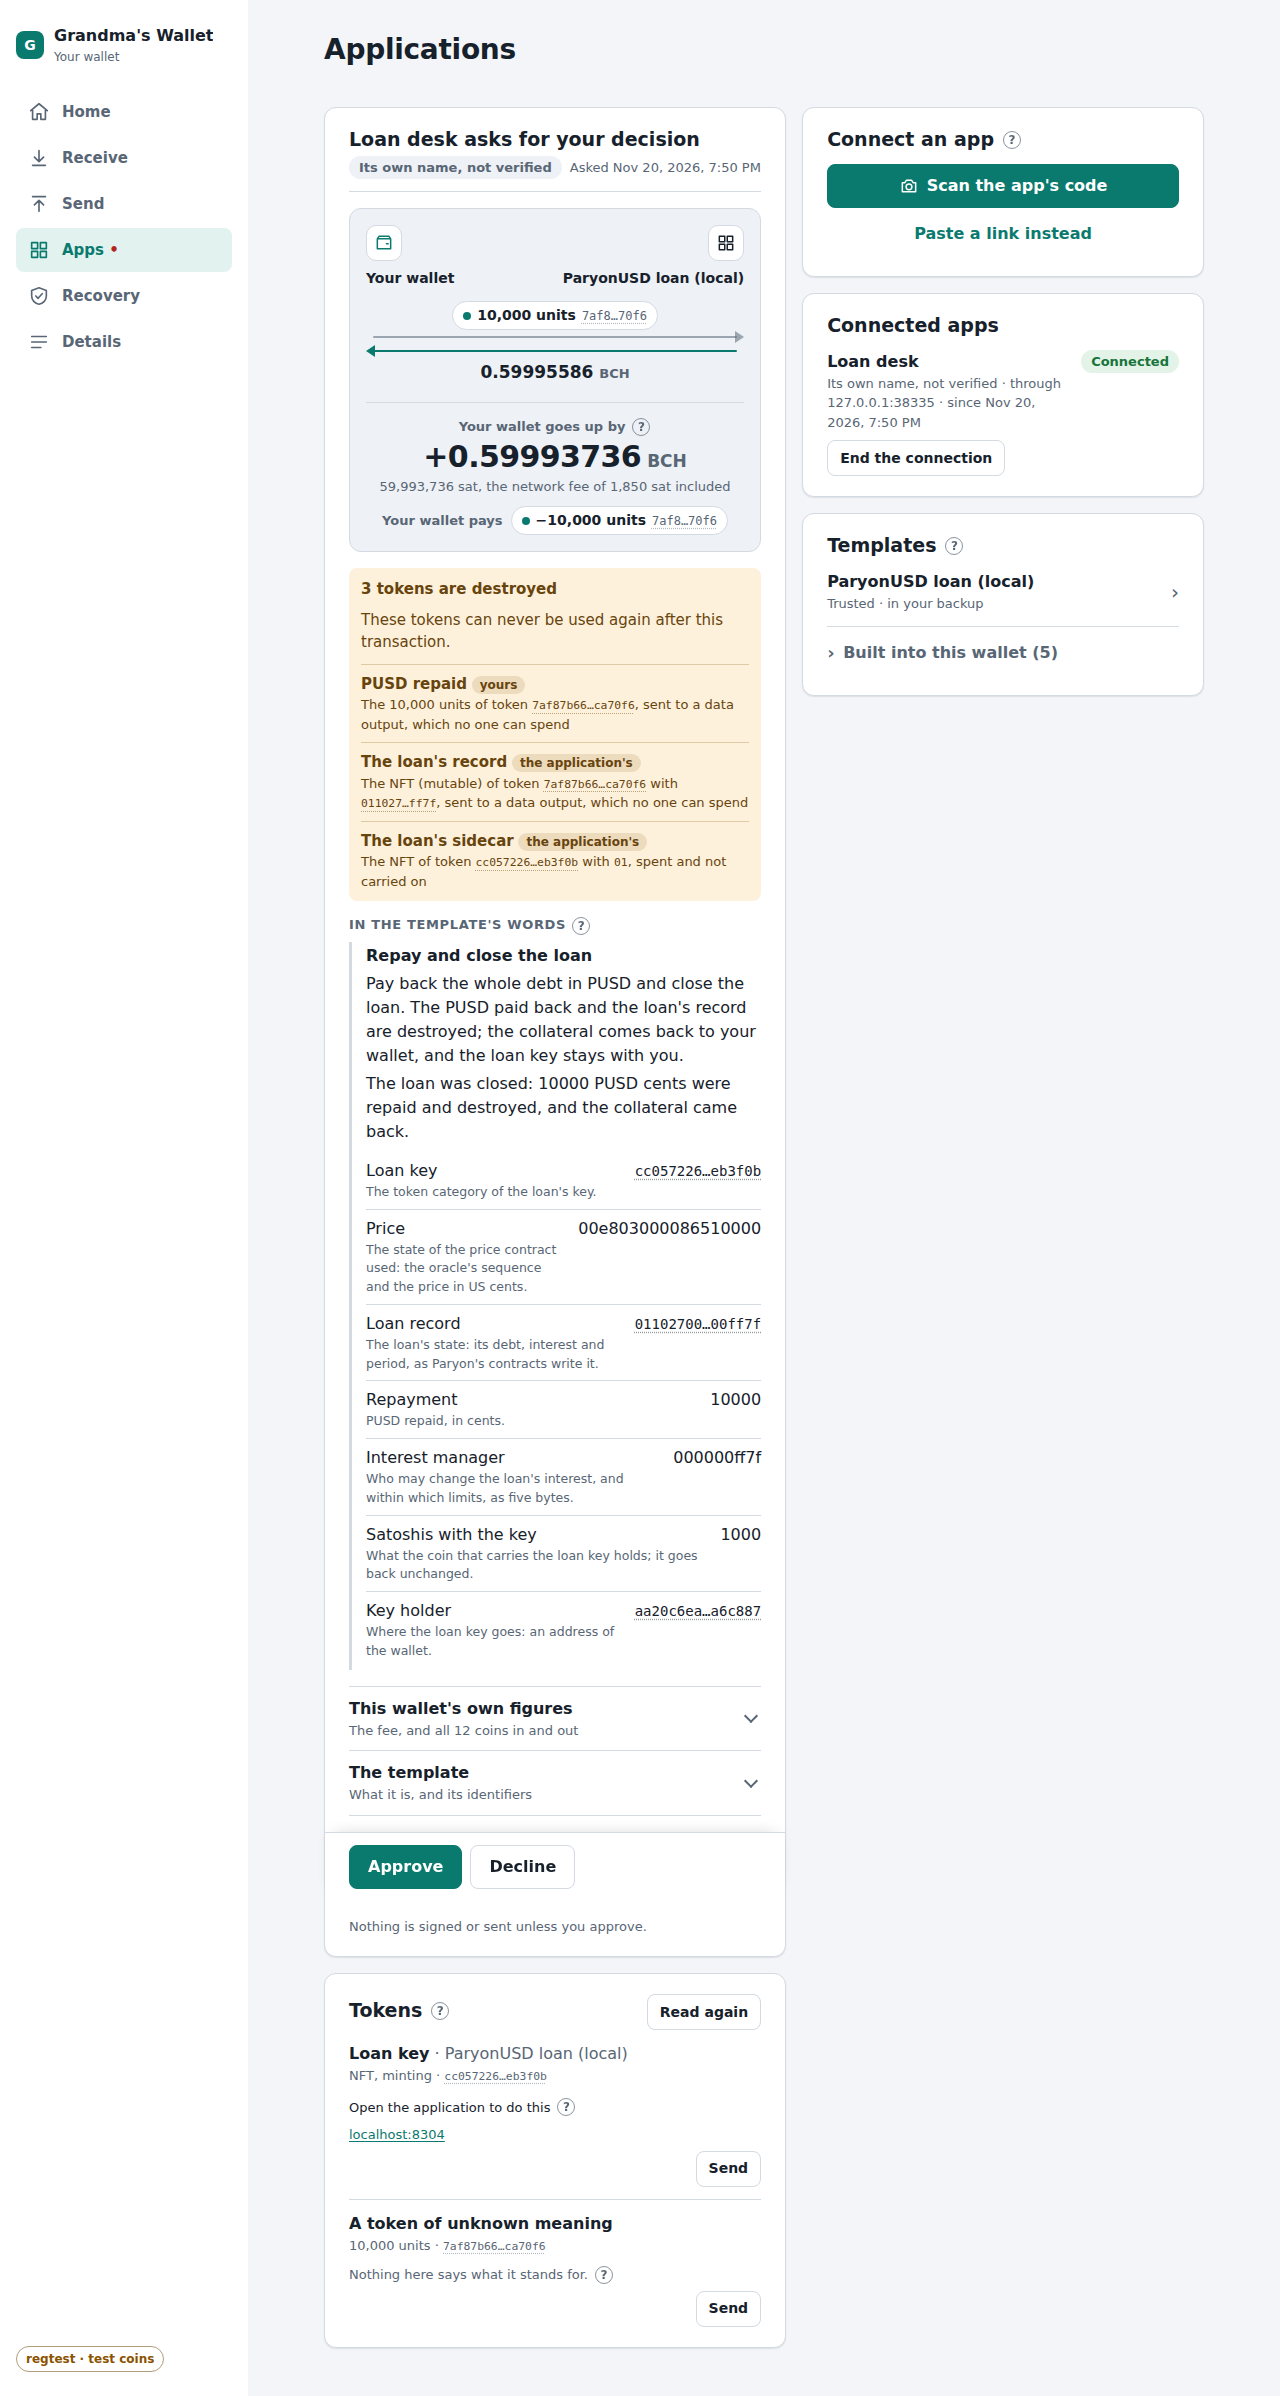 G
Grandma's Wallet
Your wallet
Home
Receive
Send
Apps •
Recovery
Details
regtest · test coins
Applications
Loan desk asks for your decision
Its own name, not verified Asked Nov 20, 2026, 7:50 PM
Your wallet ParyonUSD loan (local)
10,000 units 7af8…70f6
0.59995586 BCH
Your wallet goes up by ?
+0.59993736 BCH
59,993,736 sat, the network fee of 1,850 sat included
Your wallet pays −10,000 units 7af8…70f6
3 tokens are destroyed
These tokens can never be used again after this
transaction.
PUSD repaid yours
The 10,000 units of token 7af87b66…ca70f6, sent to a data
output, which no one can spend
The loan's record the application's
The NFT (mutable) of token 7af87b66…ca70f6 with
011027…ff7f, sent to a data output, which no one can spend
The loan's sidecar the application's
The NFT of token cc057226…eb3f0b with 01, spent and not
carried on
IN THE TEMPLATE'S WORDS ?
Repay and close the loan
Pay back the whole debt in PUSD and close the
loan. The PUSD paid back and the loan's record
are destroyed; the collateral comes back to your
wallet, and the loan key stays with you.
The loan was closed: 10000 PUSD cents were
repaid and destroyed, and the collateral came
back.
Loan key cc057226…eb3f0b
The token category of the loan's key.
Price 00e803000086510000
The state of the price contract
used: the oracle's sequence
and the price in US cents.
Loan record 01102700…00ff7f
The loan's state: its debt, interest and
period, as Paryon's contracts write it.
Repayment 10000
PUSD repaid, in cents.
Interest manager 000000ff7f
Who may change the loan's interest, and
within which limits, as five bytes.
Satoshis with the key 1000
What the coin that carries the loan key holds; it goes
back unchanged.
Key holder aa20c6ea…a6c887
Where the loan key goes: an address of
the wallet.
This wallet's own figures
The fee, and all 12 coins in and out
The template
What it is, and its identifiers
Approve Decline
Nothing is signed or sent unless you approve.
Tokens ? Read again
Loan key · ParyonUSD loan (local)
NFT, minting · cc057226…eb3f0b
Open the application to do this ?
localhost:8304
Send
A token of unknown meaning
10,000 units · 7af87b66…ca70f6
Nothing here says what it stands for. ?
Send
Connect an app ?
Scan the app's code
Paste a link instead
Connected apps
Loan desk Connected
Its own name, not verified · through
127.0.0.1:38335 · since Nov 20,
2026, 7:50 PM
End the connection
Templates ?
ParyonUSD loan (local)
Trusted · in your backup
› Built into this wallet (5)